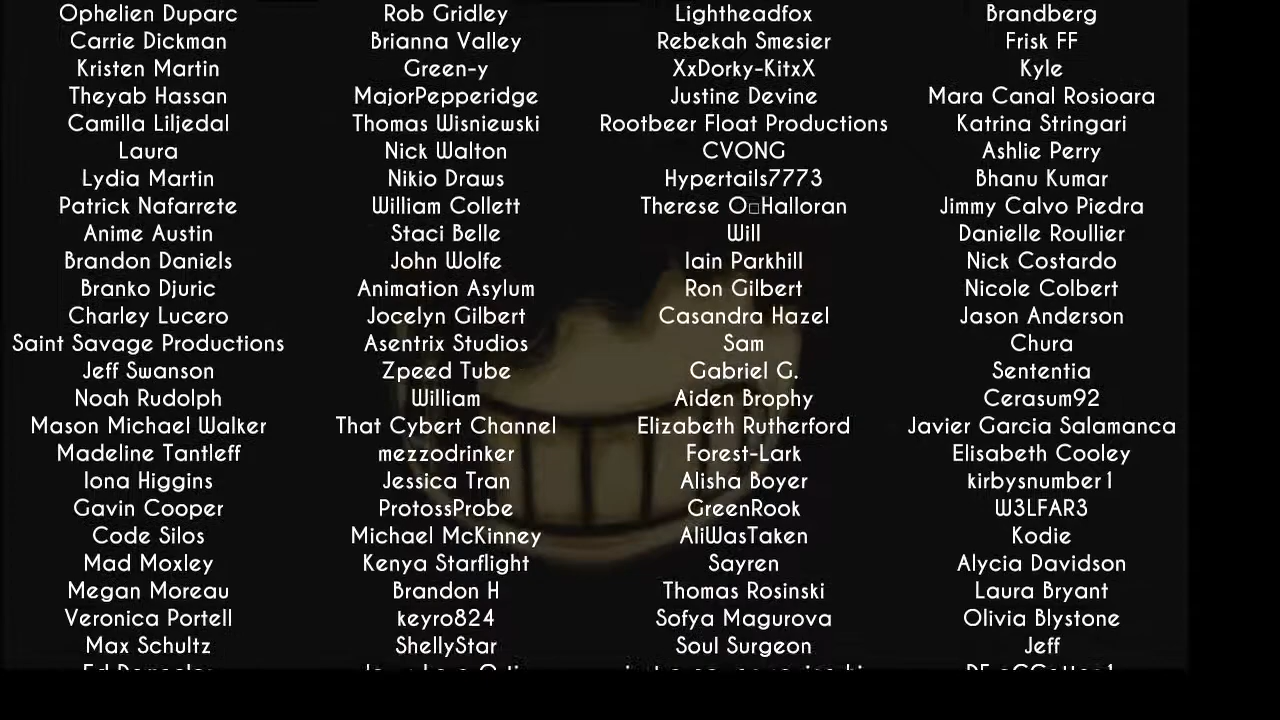 Ophelien Duparc
Carrie Dickman
Kristen Martin
Theyab Hassan
Camilla Liljedal
Laura
Lydia Martin
Patrick Nafarrete
Anime Austin
Brandon Daniels
Branko Djuric
Charley Lucero
Saint Savage Productions
Jeff Swanson
Noah Rudolph
Mason Michael Walker
Madeline Tantleff
Iona Higgins
Gavin Cooper
Code Silos
Mad Moxley
Megan Moreau
Veronica Portell
Max Schultz
Rob Gridley
Brianna Valley
Green-y
MajorPepperidge
Thomas Wisniewski
Nick Walton
Nikio Draws
William Collett
Staci Belle
John Wolfe
Animation Asylum
Jocelyn Gilbert
Asentrix Studios
Zpeed Tube
William
That Cybert Channel
mezzodrinker
Jessica Tran
ProtossProbe
Michael McKinney
Kenya Starflight
Brandon H
keyro824
ShellyStar
Lightheadfox
Rebekah Smesier
XxDorky-KitxX
Justine Devine
Rootbeer Float Productions
CVONG
Hypertails7773
Therese O□Halloran
Will
Iain Parkhill
Ron Gilbert
Casandra Hazel
Sam
Gabriel G.
Aiden Brophy
Elizabeth Rutherford
Forest-Lark
Alisha Boyer
GreenRook
AliWasTaken
Sayren
Thomas Rosinski
Sofya Magurova
Soul Surgeon
Brandberg
Frisk FF
Kyle
Mara Canal Rosioara
Katrina Stringari
Ashlie Perry
Bhanu Kumar
Jimmy Calvo Piedra
Danielle Roullier
Nick Costardo
Nicole Colbert
Jason Anderson
Chura
Sententia
Cerasum92
Javier Garcia Salamanca
Elisabeth Cooley
kirbysnumber1
W3LFAR3
Kodie
Alycia Davidson
Laura Bryant
Olivia Blystone
Jeff